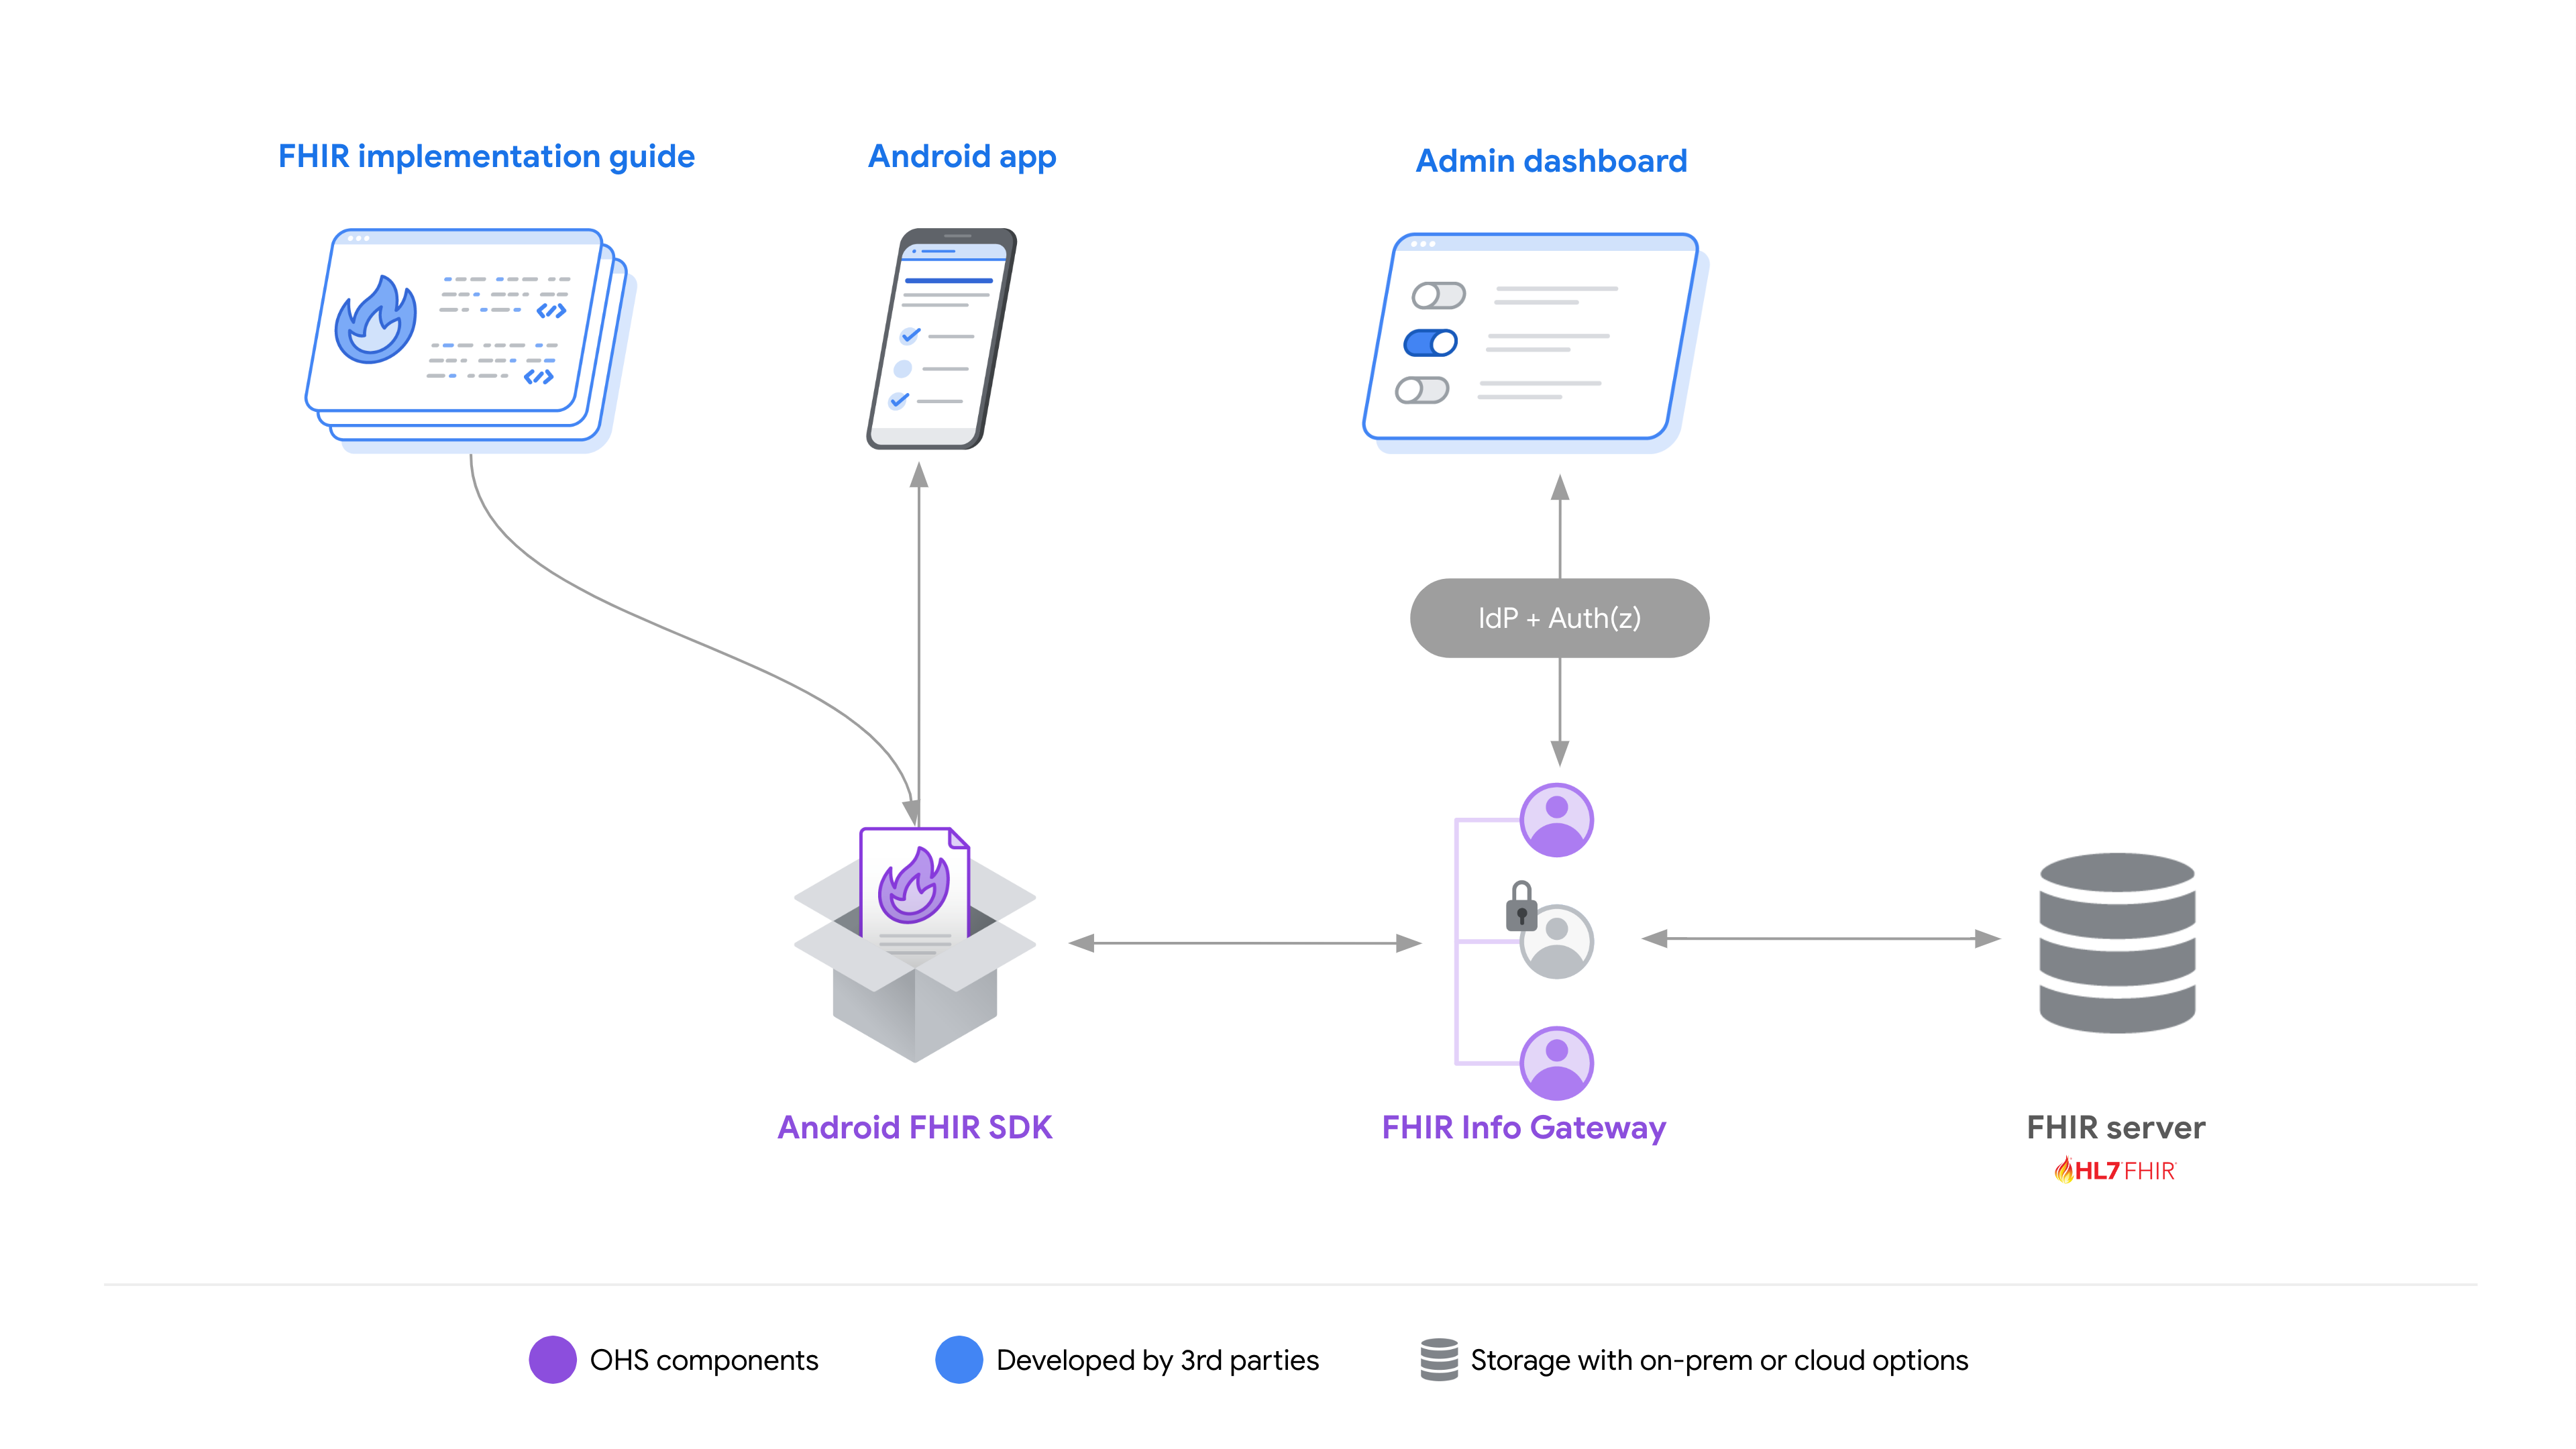 FHIR implementation guide
Android app
Admin dashboard
IdP + Auth(z)
Android FHIR SDK
FHIR Info Gateway
FHIR server
HL7 FHIR
OHS components
Developed by 3rd parties
Storage with on-prem or cloud options